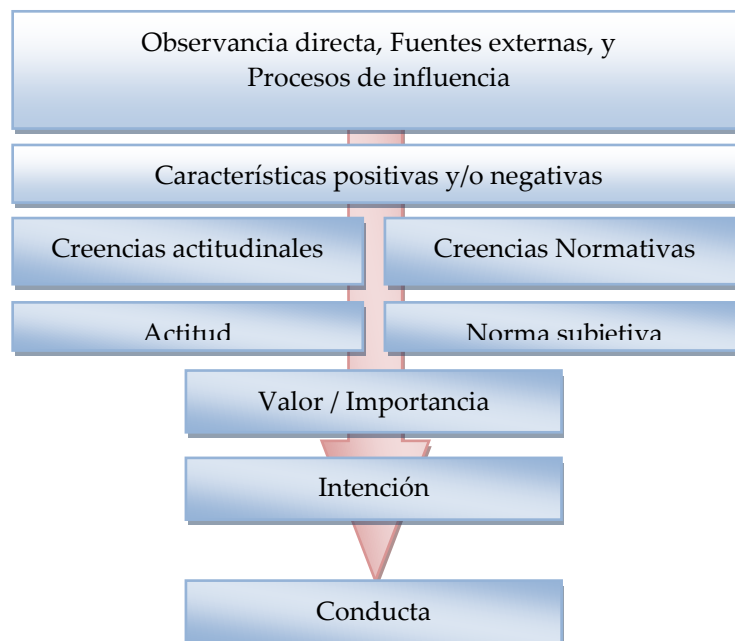 Observancia directa, Fuentes externas, y
Procesos de influencia
Características positivas y/o negativas
Creencias actitudinales
Creencias Normativas
Actitud
Norma subjetiva
Valor / Importancia
Intención
Conducta